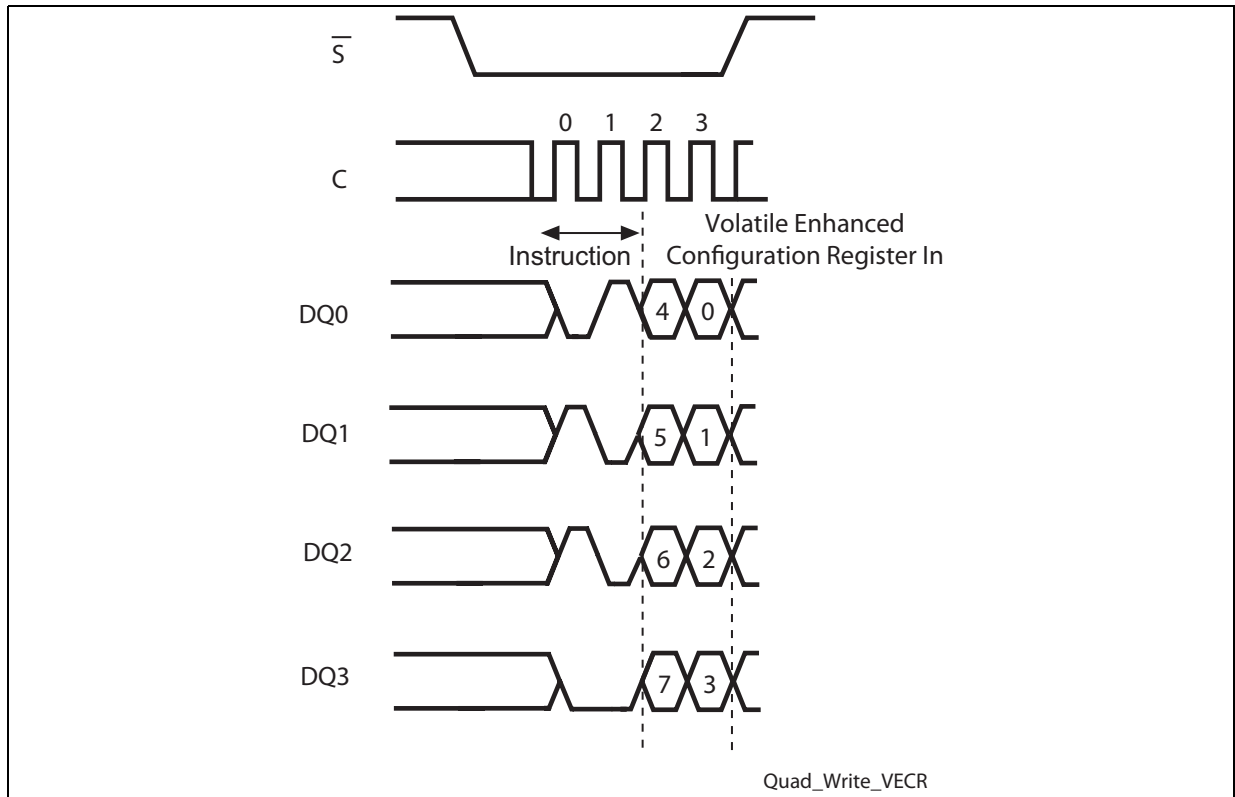 S
0 1 2 3
C
Volatile Enhanced
Instruction Configuration Register In
DQ0 4 0
DQ1 5 1
DQ2 6 2
DQ3 7 3
Quad_Write_VECR